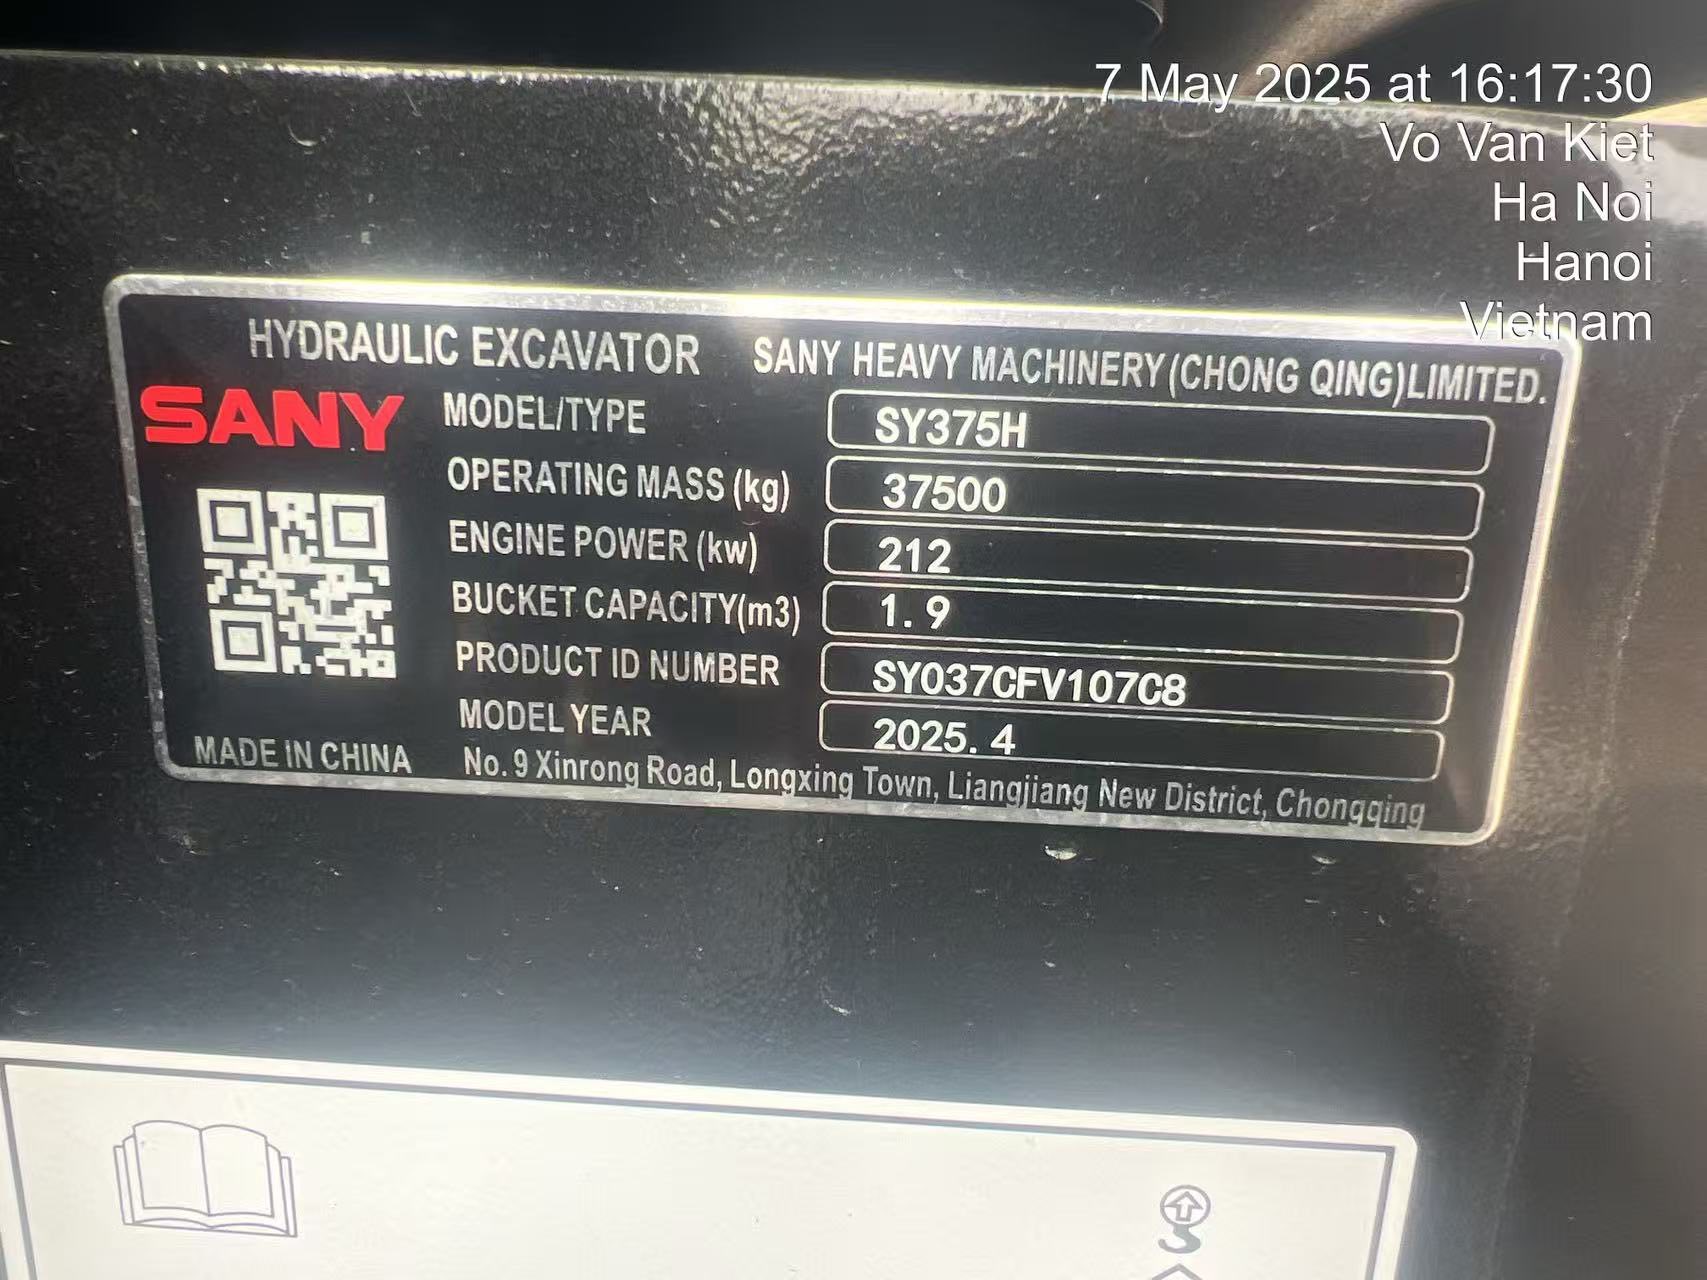 7 May 2025 at 16:17:30
Vo Van Kiet
Ha Noi
Hanoi
Vietnam
HYDRAULIC EXCAVATOR SANY HEAVY MACHINERY(CHONG QING)LIMITED.
SANY
MODEL/TYPE SY375H
OPERATING MASS (kg) 37500
ENGINE POWER (kw) 212
BUCKET CAPACITY(m3) 1.9
PRODUCT ID NUMBER SY037CFV107C8
MODEL YEAR 2025.4
MADE IN CHINA No. 9 Xinrong Road, Longxing Town, Liangjiang New District, Chongqing